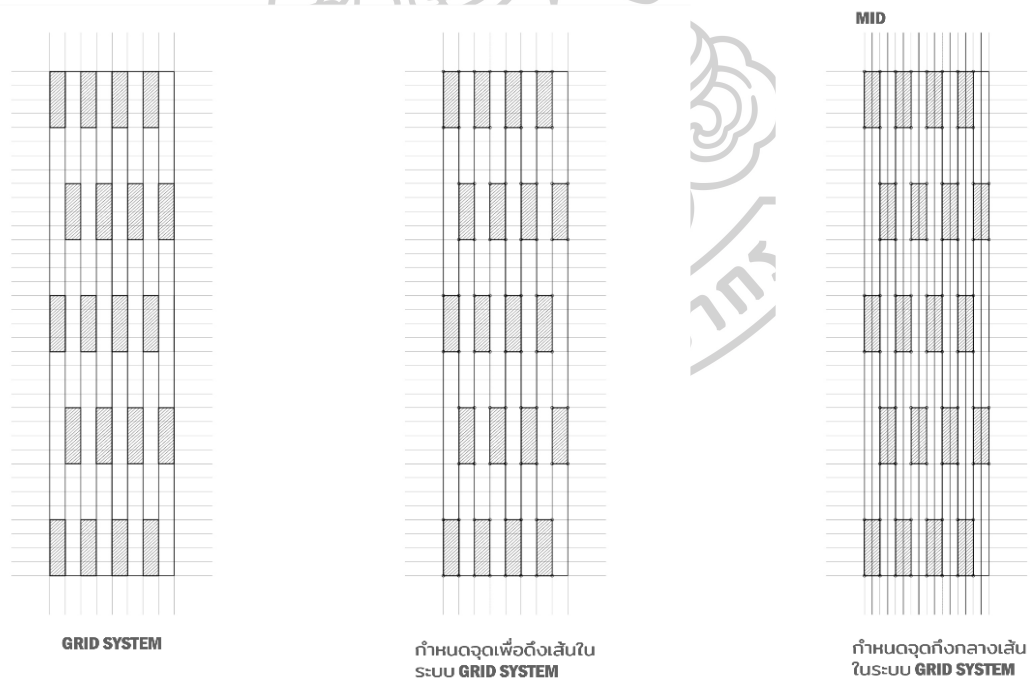 MID
GRID SYSTEM
กำหนดจุดเพื่อดึงเส้นใน
ระบบ GRID SYSTEM
กำหนดจุดกึ่งกลางเส้น
ในระบบ GRID SYSTEM